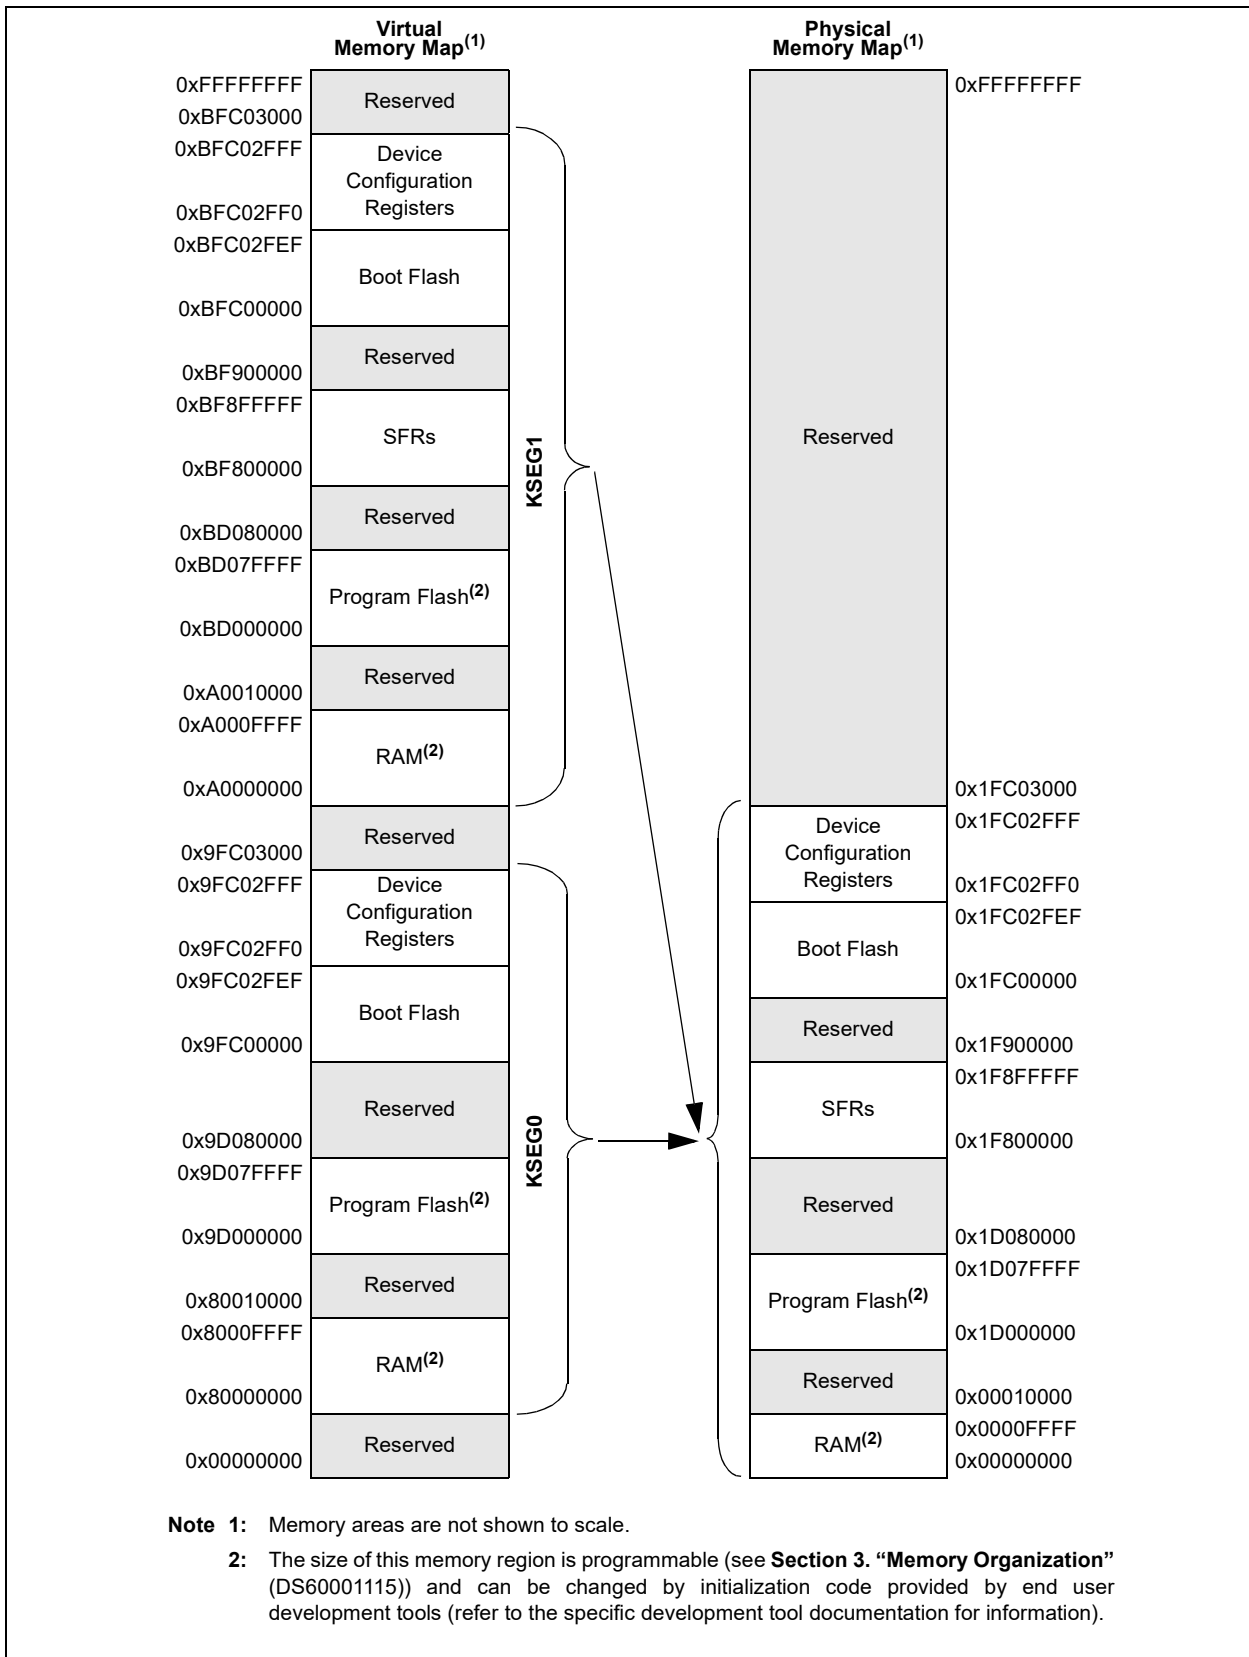 Virtual
Memory Map(1)
Physical
Memory Map(1)
0xFFFFFFFF
Reserved
0xBFC03000
0xBFC02FFF
Device
Configuration
Registers
0xBFC02FF0
0xBFC02FEF
Boot Flash
0xBFC00000
Reserved
0xBF900000
0xBF8FFFFF
SFRs
0xBF800000
Reserved
0xBD080000
0xBD07FFFF
Program Flash(2)
0xBD000000
Reserved
0xA0010000
0xA000FFFF
RAM(2)
0xA0000000
Reserved
0x9FC03000
0x9FC02FFF
Device
Configuration
Registers
0x9FC02FF0
0x9FC02FEF
Boot Flash
0x9FC00000
Reserved
0x9D080000
0x9D07FFFF
Program Flash(2)
0x9D000000
Reserved
0x80010000
0x8000FFFF
RAM(2)
0x80000000
Reserved
0x00000000
KSEG1
KSEG0
0xFFFFFFFF
Reserved
0x1FC03000
0x1FC02FFF
Device
Configuration
Registers
0x1FC02FF0
0x1FC02FEF
Boot Flash
0x1FC00000
Reserved
0x1F900000
0x1F8FFFFF
SFRs
0x1F800000
Reserved
0x1D080000
0x1D07FFFF
Program Flash(2)
0x1D000000
Reserved
0x00010000
0x0000FFFF
RAM(2)
0x00000000
Note 1: Memory areas are not shown to scale.
2: The size of this memory region is programmable (see Section 3. “Memory Organization”
(DS60001115)) and can be changed by initialization code provided by end user
development tools (refer to the specific development tool documentation for information).